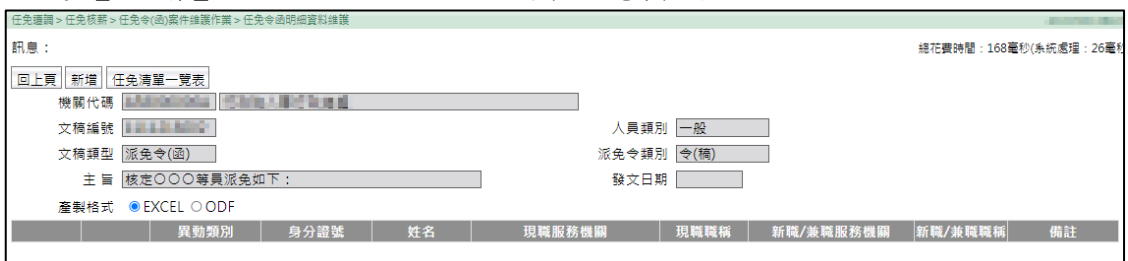 任免遷調>任免核薪>任免令(函)案件維護作業>任免令函明細資料維護
訊息：
總花費時間：168毫秒(系統處理：26毫秒
回上頁 新增 任免清單一覽表
機關代碼
文稿編號 人員類別 一般
文稿類型 派免令(函) 派免令類別 令(稿)
主旨 核定○○○等員派免如下： 發文日期
產製格式 EXCEL ODF
異動類別 身分證號 姓名 現職服務機關 現職職稱 新職/兼職服務機關 新職/兼職職稱 備註